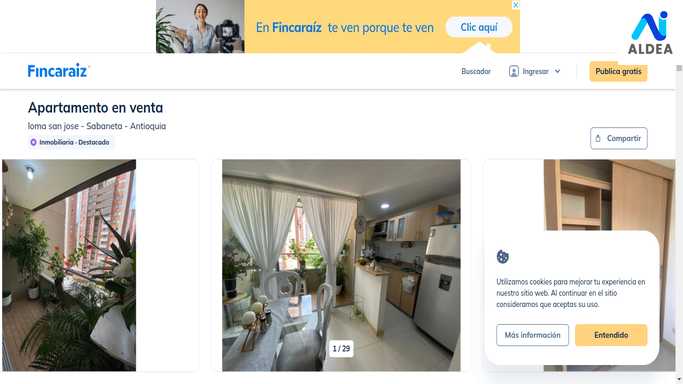 En Fincaraíz te ven porque te ven
Clic aquí
ALDEA
Fincaraiz
Buscador
Ingresar
Publica gratis
Apartamento en venta
loma san jose - Sabaneta - Antioquia
Inmobiliaria · Destacado
Compartir
1 / 29
Utilizamos cookies para mejorar tu experiencia en
nuestro sitio web. Al continuar en el sitio
consideramos que aceptas su uso.
Más información
Entendido